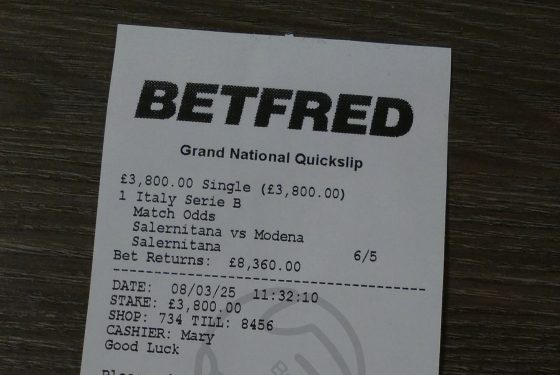 BETFRED
Grand National Quickslip
£3,800.00 Single (£3,800.00)
1 Italy Serie B
Match Odds
Salernitana vs Modena
Salernitana 6/5
Bet Returns: £8,360.00
DATE: 08/03/25 11:32:10
STAKE: £3,800.00
SHOP: 734 TILL: 8456
CASHIER: Mary
Good Luck